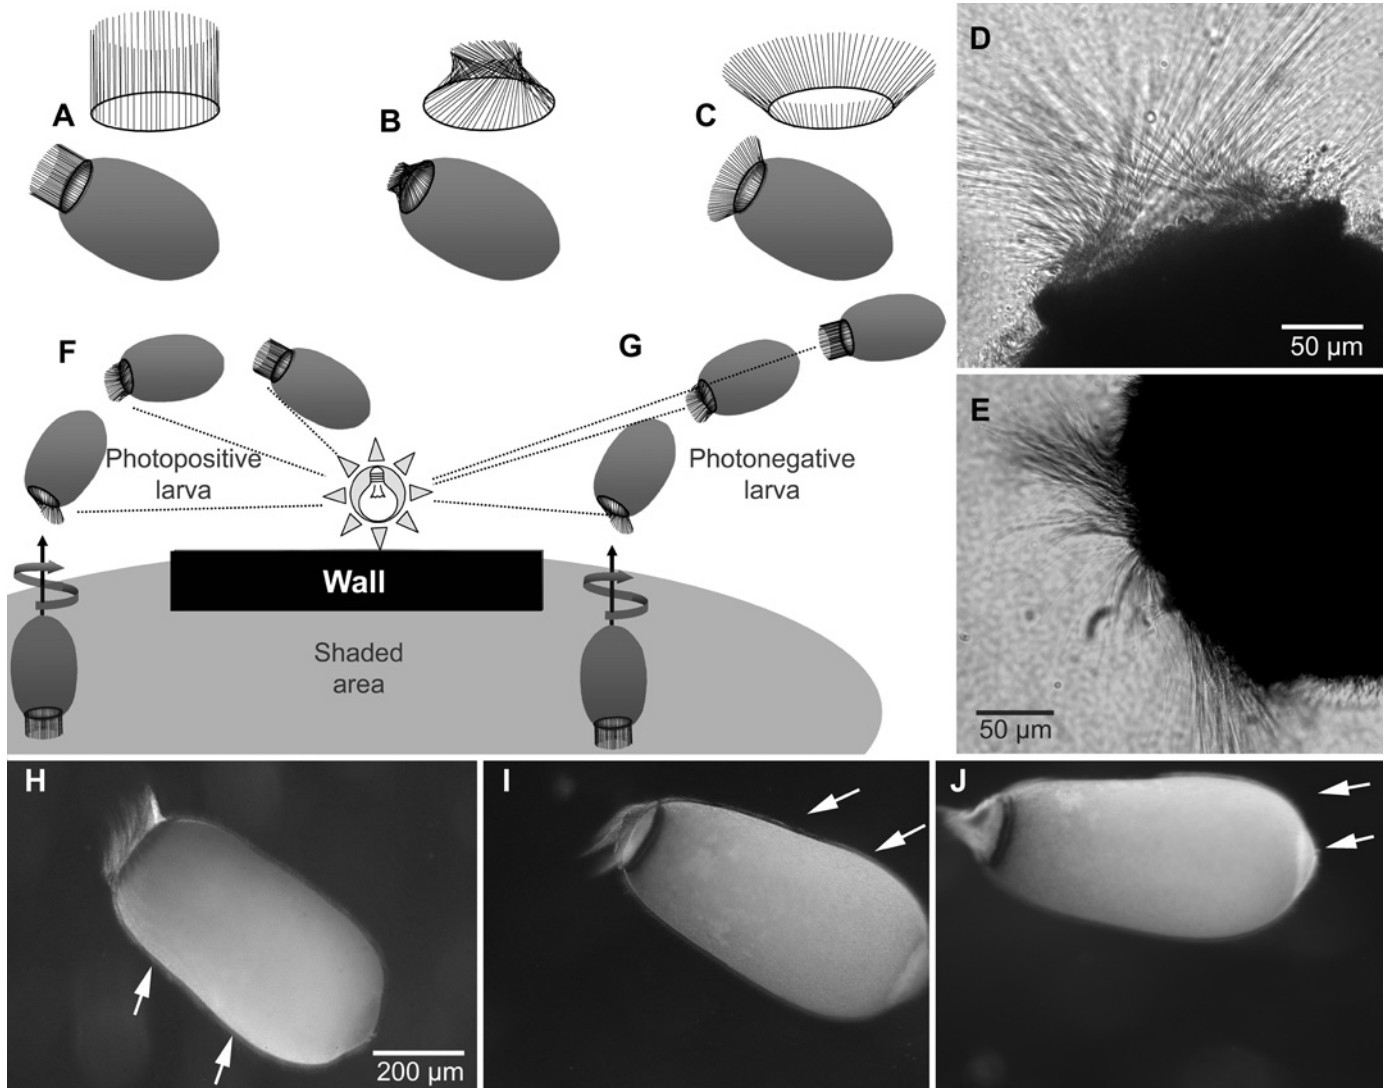 A
B
C
D
50 µm
E
50 µm
F
G
Photopositive
larva
Photonegative
larva
Wall
Shaded
area
H
200 µm
I
J